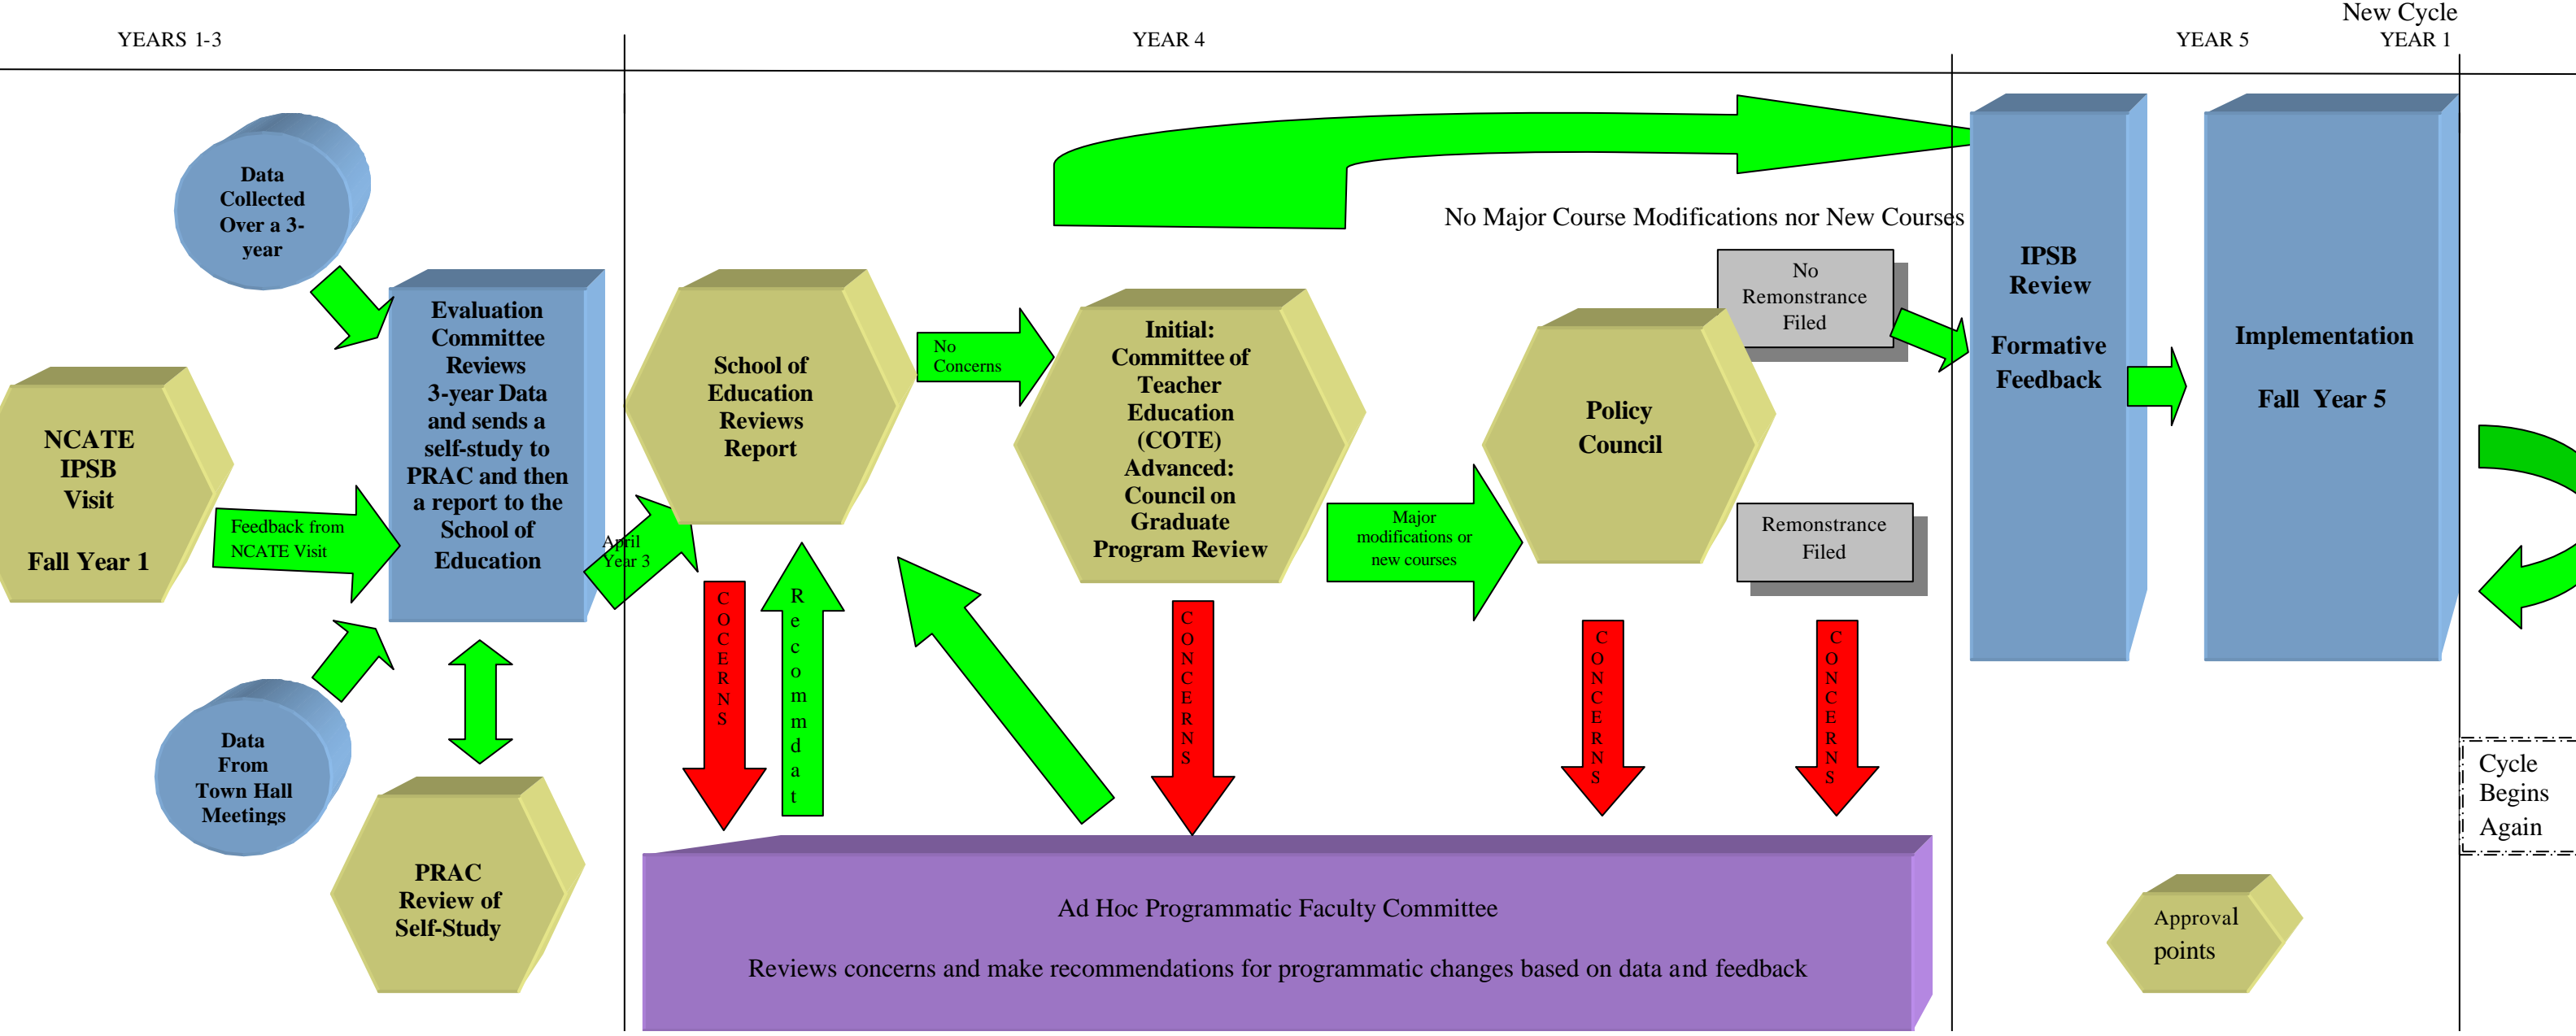 New Cycle
YEARS 1-3
YEAR 4
YEAR 5
YEAR 1
Data
Collected
Over a 3-
year
NCATE
IPSB
Visit
Fall Year 1
Feedback from
NCATE Visit
Data
From
Town Hall
Meetings
Evaluation
Committee
Reviews
3-year Data
and sends a
self-study to
PRAC and then
a report to the
School of
Education
PRAC
Review of
Self-Study
April
Year 3
School of
Education
Reviews
Report
No
Concerns
C
O
C
E
R
N
S
R
e
c
o
m
m
d
a
t
Initial:
Committee of
Teacher
Education
(COTE)
Advanced:
Council on
Graduate
Program Review
C
O
N
C
E
R
N
S
No Major Course Modifications nor New Courses
Major
modifications or
new courses
Policy
Council
No
Remonstrance
Filed
Remonstrance
Filed
C
O
N
C
E
R
N
S
C
O
N
C
E
R
N
S
Ad Hoc Programmatic Faculty Committee
Reviews concerns and make recommendations for programmatic changes based on data and feedback
IPSB
Review
Formative
Feedback
Implementation
Fall Year 5
Cycle
Begins
Again
Approval
points